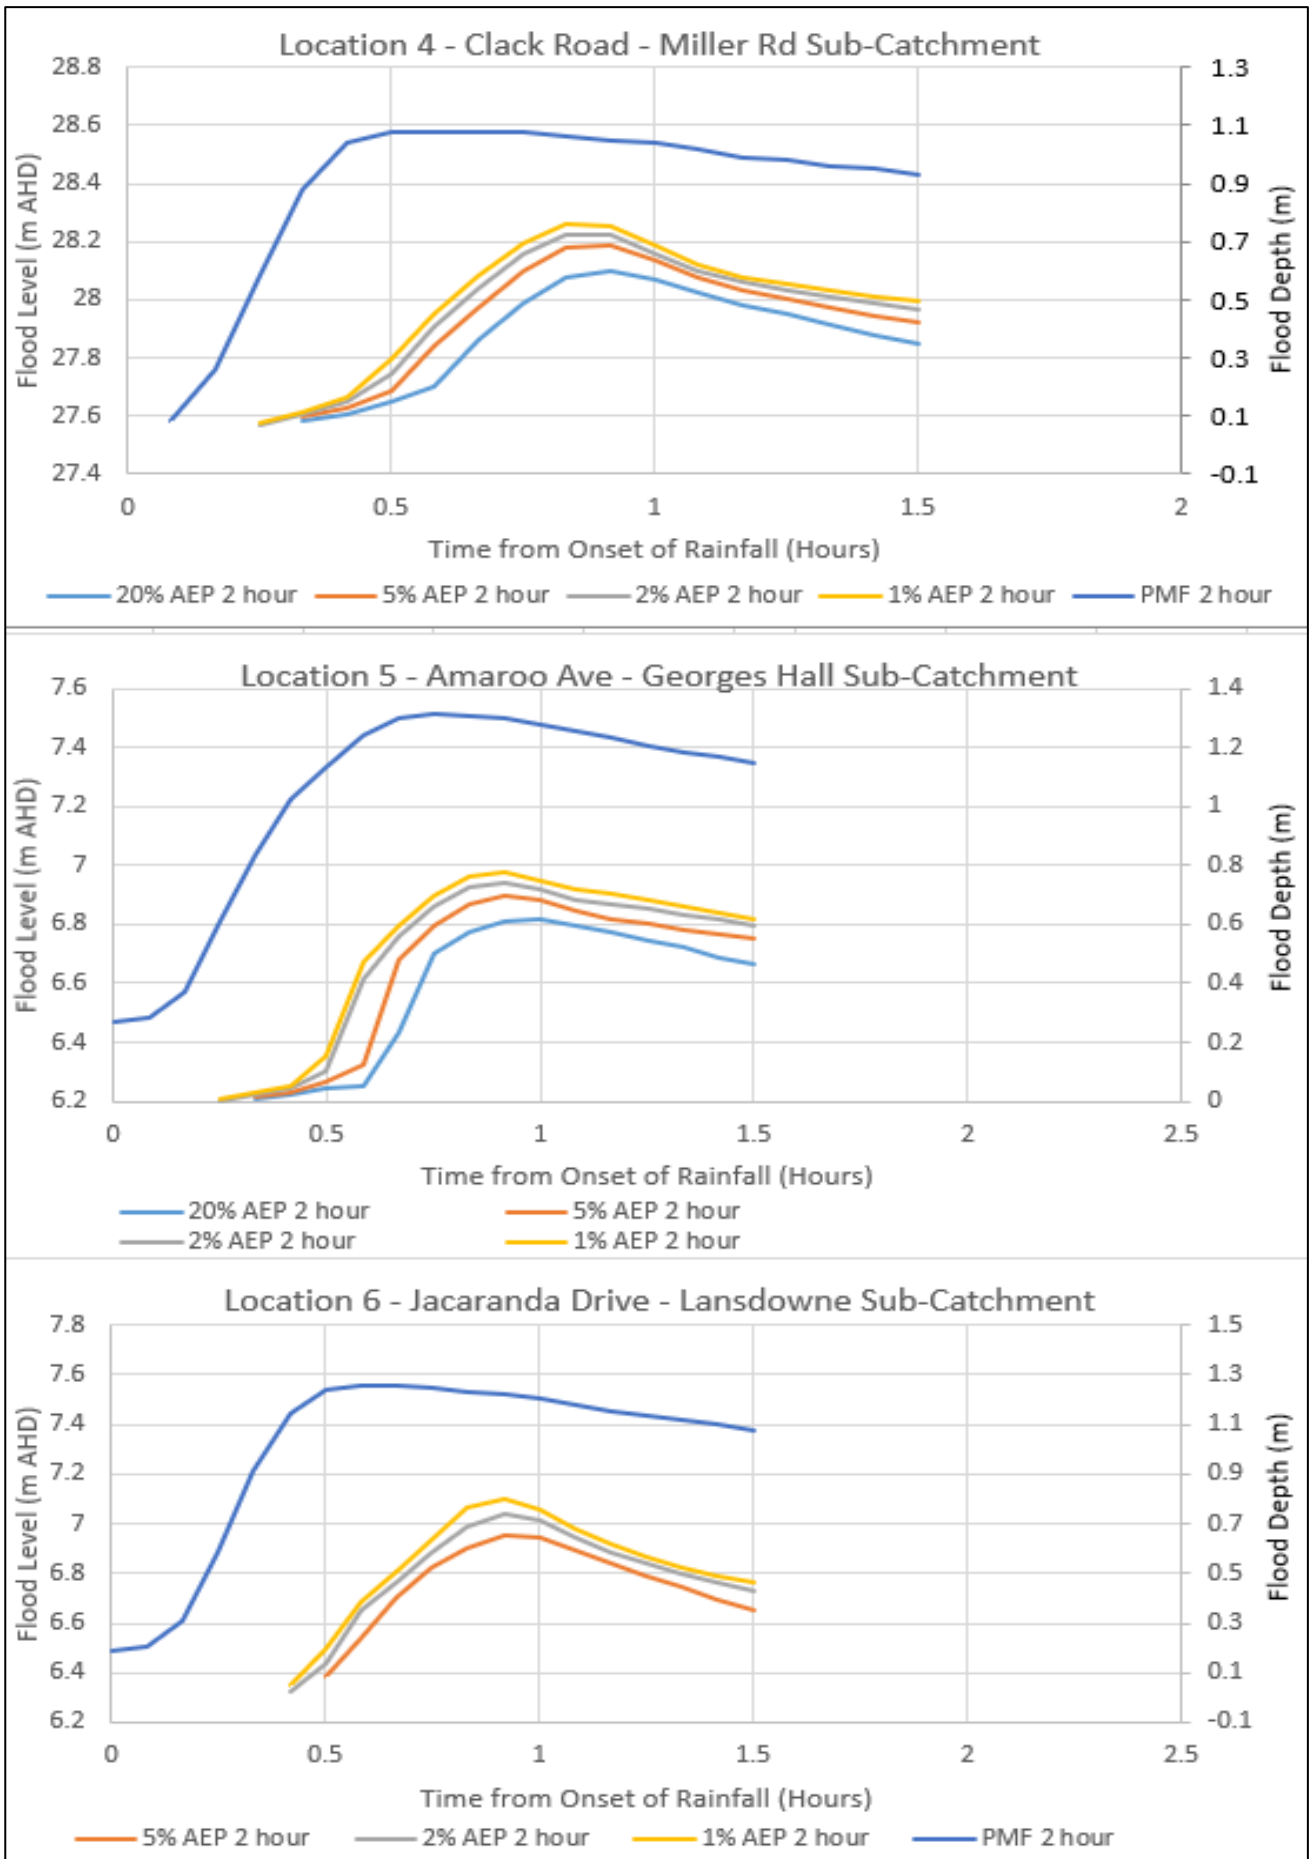 Location 4 - Clack Road - Miller Rd Sub-Catchment
Flood Level (m AHD)
28.8
28.6
28.4
28.2
28
27.8
27.6
27.4
1.3
1.1
0.9
0.7
0.5
0.3
0.1
-0.1
Flood Depth (m)
0 0.5 1 1.5 2
Time from Onset of Rainfall (Hours)
20% AEP 2 hour 5% AEP 2 hour 2% AEP 2 hour 1% AEP 2 hour PMF 2 hour
Location 5 - Amaroo Ave - Georges Hall Sub-Catchment
Flood Level (m AHD)
7.6
7.4
7.2
7
6.8
6.6
6.4
6.2
1.4
1.2
1
0.8
0.6
0.4
0.2
0
Flood Depth (m)
0 0.5 1 1.5 2 2.5
Time from Onset of Rainfall (Hours)
20% AEP 2 hour 5% AEP 2 hour
2% AEP 2 hour 1% AEP 2 hour
Location 6 - Jacaranda Drive - Lansdowne Sub-Catchment
Flood Level (m AHD)
7.8
7.6
7.4
7.2
7
6.8
6.6
6.4
6.2
1.5
1.3
1.1
0.9
0.7
0.5
0.3
0.1
-0.1
Flood Depth (m)
0 0.5 1 1.5 2 2.5
Time from Onset of Rainfall (Hours)
5% AEP 2 hour 2% AEP 2 hour 1% AEP 2 hour PMF 2 hour